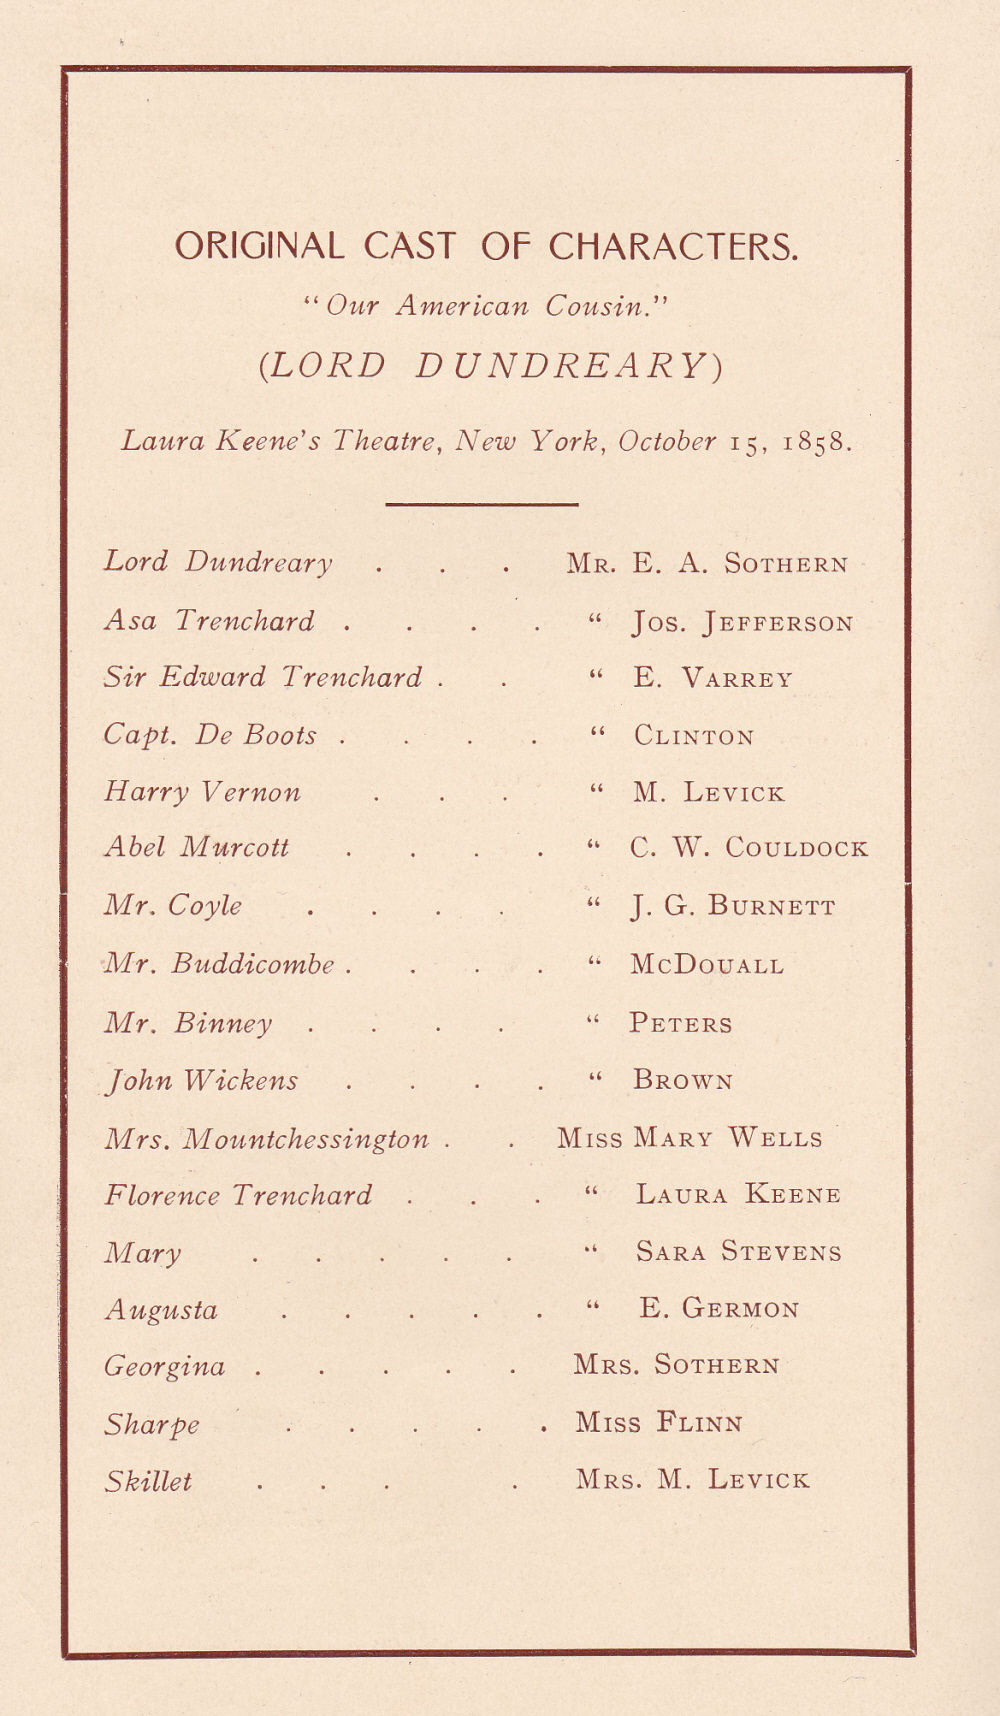 ORIGINAL CAST OF CHARACTERS.
"Our American Cousin."
(LORD DUNDREARY)
Laura Keene's Theatre, New York, October 15, 1858.
Lord Dundreary . . . MR. E. A. SOTHERN
Asa Trenchard . . . . " JOS. JEFFERSON
Sir Edward Trenchard . . " E. VARREY
Capt. De Boots . . . . " CLINTON
Harry Vernon . . . " M. LEVICK
Abel Murcott . . . . " C. W. COULDOCK
Mr. Coyle . . . . " J. G. BURNETT
Mr. Buddicombe . . . . " MCDOUALL
Mr. Binney . . . . " PETERS
John Wickens . . . . " BROWN
Mrs. Mountchessington . . MISS MARY WELLS
Florence Trenchard . . . " LAURA KEENE
Mary . . . . . " SARA STEVENS
Augusta . . . . . " E. GERMON
Georgina . . . . . MRS. SOTHERN
Sharpe . . . . . MISS FLINN
Skillet . . . . MRS. M. LEVICK